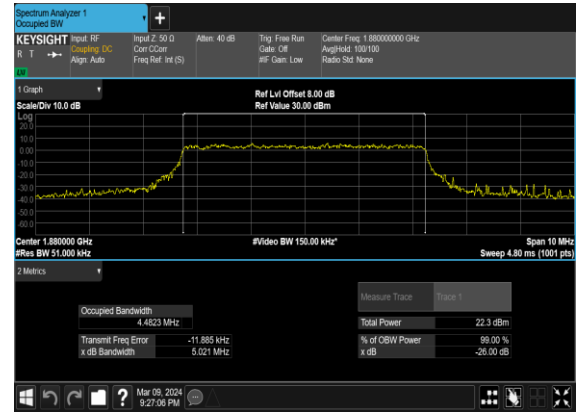 Spectrum Analyzer 1
Occupied BW
KEYSIGHT Input: RF Input Z: 50 Ω Atten: 40 dB Trig: Free Run Center Freq: 1.880000000 GHz
R T Coupling: DC Corr CCorr Gate: Off Avg|Hold: 100/100
Align: Auto Freq Ref: Int (S) #IF Gain: Low Radio Std: None
1 Graph
Ref Lvl Offset 8.00 dB
Scale/Div 10.0 dB Ref Value 30.00 dBm
Log
20.0
10.0
0.00
-10.0
-20.0
-30.0
-40.0
-50.0
-60.0
Center 1.880000 GHz #Video BW 150.00 kHz* Span 10 MHz
#Res BW 51.000 kHz Sweep 4.80 ms (1001 pts)
2 Metrics
Measure Trace Trace 1
Occupied Bandwidth
4.4823 MHz Total Power 22.3 dBm
Transmit Freq Error -11.885 kHz % of OBW Power 99.00 %
x dB Bandwidth 5.021 MHz x dB -26.00 dB
? Mar 09, 2024
9:27:06 PM